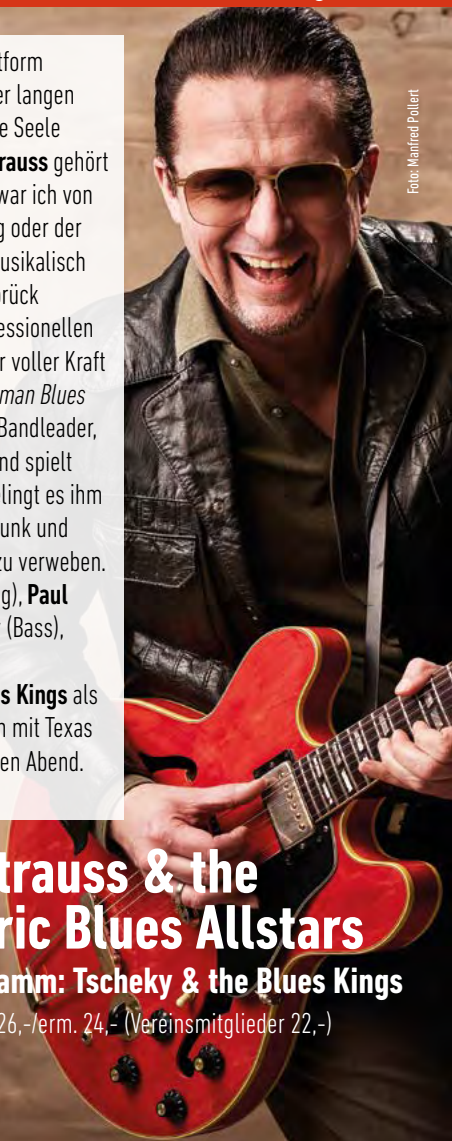 tform
er langen
e Seele
rauss gehört
war ich von
g oder der
usikalisch
rück
essionellen
r voller Kraft
man Blues
Bandleader,
nd spielt
lingt es ihm
unk und
zu verweben.
g), Paul
(Bass),
s Kings als
n mit Texas
en Abend.
Foto: Manfred Pollert
trauss & the
ric Blues Allstars
amm: Tscheky & the Blues Kings
26,-/erm. 24,- (Vereinsmitglieder 22,-)